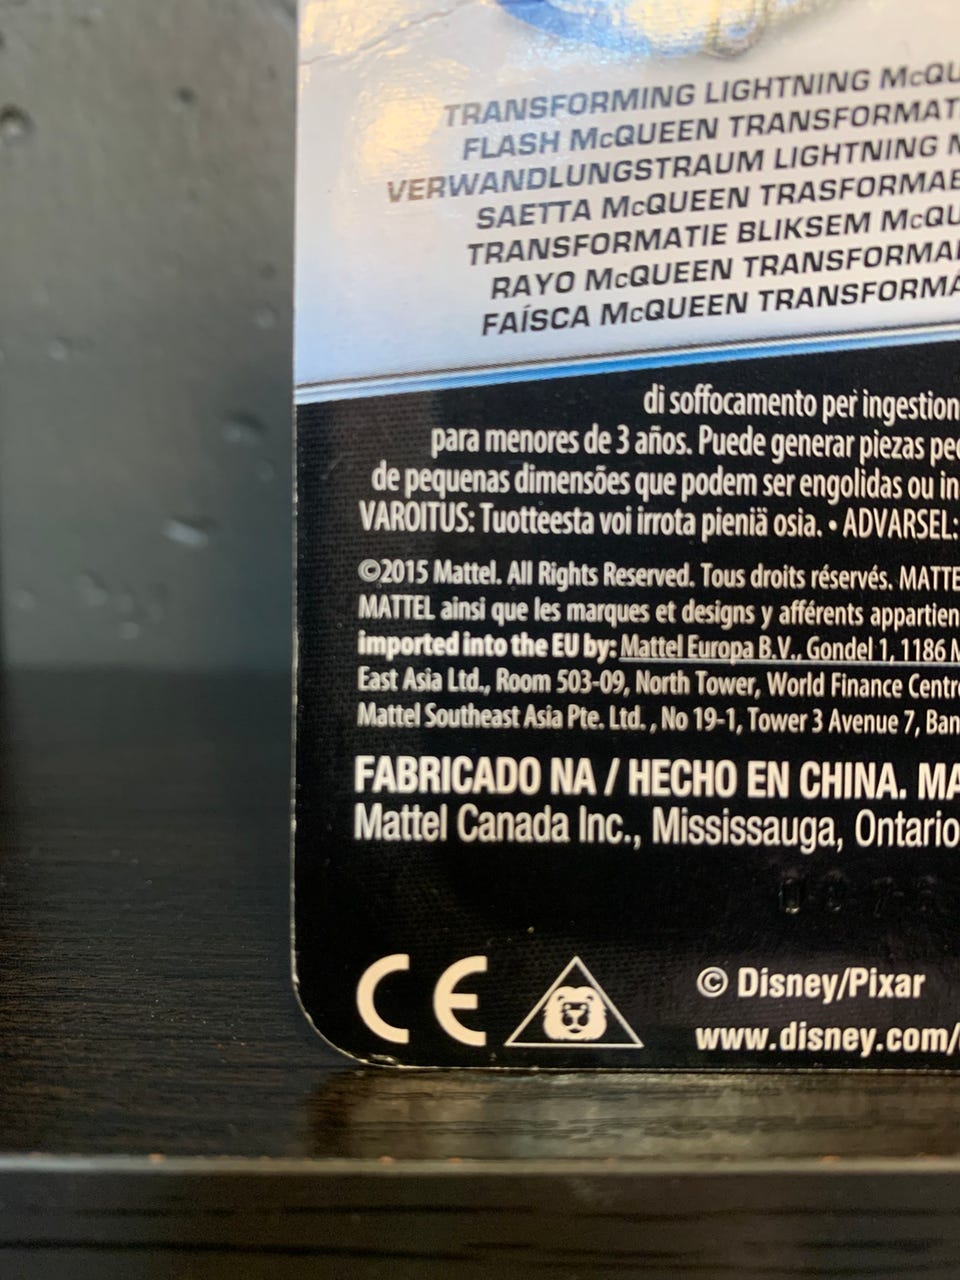 TRANSFORMING LIGHTNING McQU
FLASH McQUEEN TRANSFORMAT
VERWANDLUNGSTRAUM LIGHTNING
SAETTA McQUEEN TRASFORMAB
TRANSFORMATIE BLIKSEM McQU
RAYO McQUEEN TRANSFORMA
FAÍSCA McQUEEN TRANSFORMÁ
di soffocamento per ingestion
para menores de 3 años. Puede generar piezas peq
de pequenas dimensões que podem ser engolidas ou in
VAROITUS: Tuotteesta voi irrota pieniä osia. • ADVARSEL:
©2015 Mattel. All Rights Reserved. Tous droits réservés. MATTE
MATTEL ainsi que les marques et designs y afférents appartien
imported into the EU by: Mattel Europa B.V., Gondel 1, 1186 M
East Asia Ltd., Room 503-09, North Tower, World Finance Centr
Mattel Southeast Asia Pte. Ltd. , No 19-1, Tower 3 Avenue 7, Ban
FABRICADO NA / HECHO EN CHINA. MA
Mattel Canada Inc., Mississauga, Ontario
CE
© Disney/Pixar
www.disney.com/